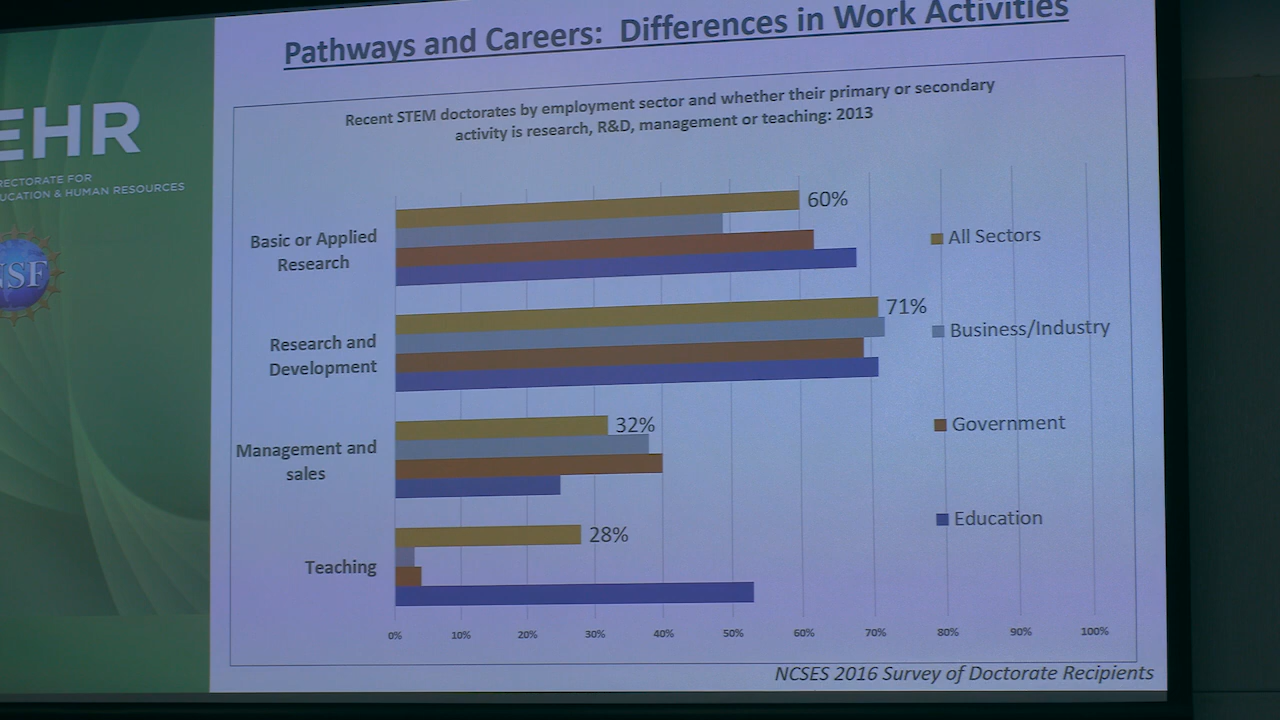 Pathways and Careers: Differences in Work Activities
EHR
RECTORATE FOR
UCATION & HUMAN RESOURCES
NSF
Recent STEM doctorates by employment sector and whether their primary or secondary
activity is research, R&D, management or teaching: 2013
Basic or Applied
Research
60%
Research and
Development
71%
Management and
sales
32%
Teaching
28%
All Sectors
Business/Industry
Government
Education
0% 10% 20% 30% 40% 50% 60% 70% 80% 90% 100%
NCSES 2016 Survey of Doctorate Recipients